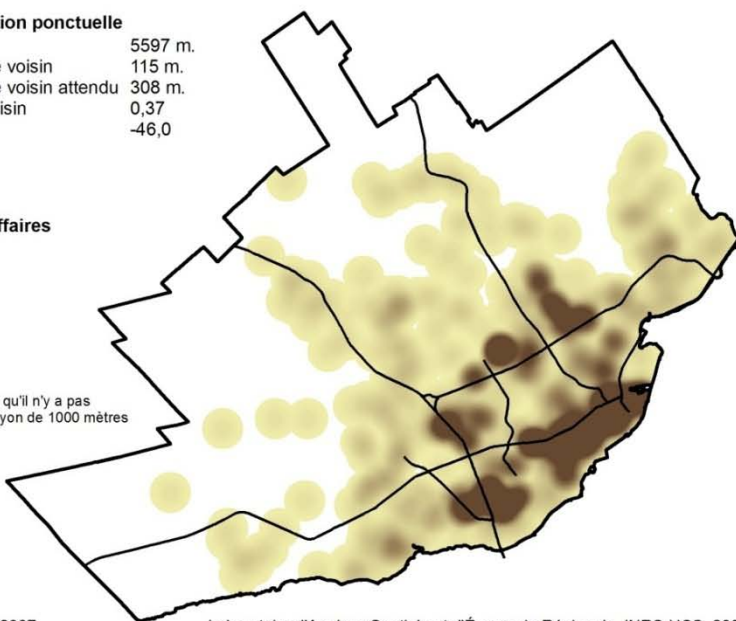 ion ponctuelle
5597 m.
voisin 115 m.
voisin attendu 308 m.
isin 0,37
-46,0
ffaires
qu'il n'y a pas
yon de 1000 mètres